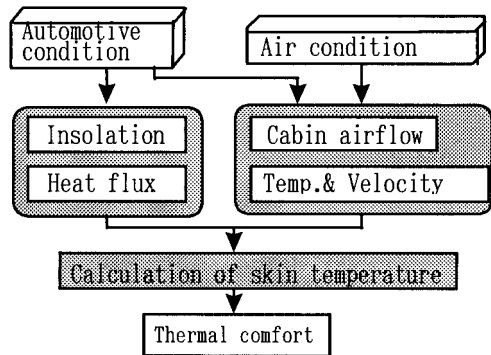 Automotive
condition
Air condition
Insolation
Heat flux
Cabin airflow
Temp.& Velocity
Calculation of skin temperature
Thermal comfort